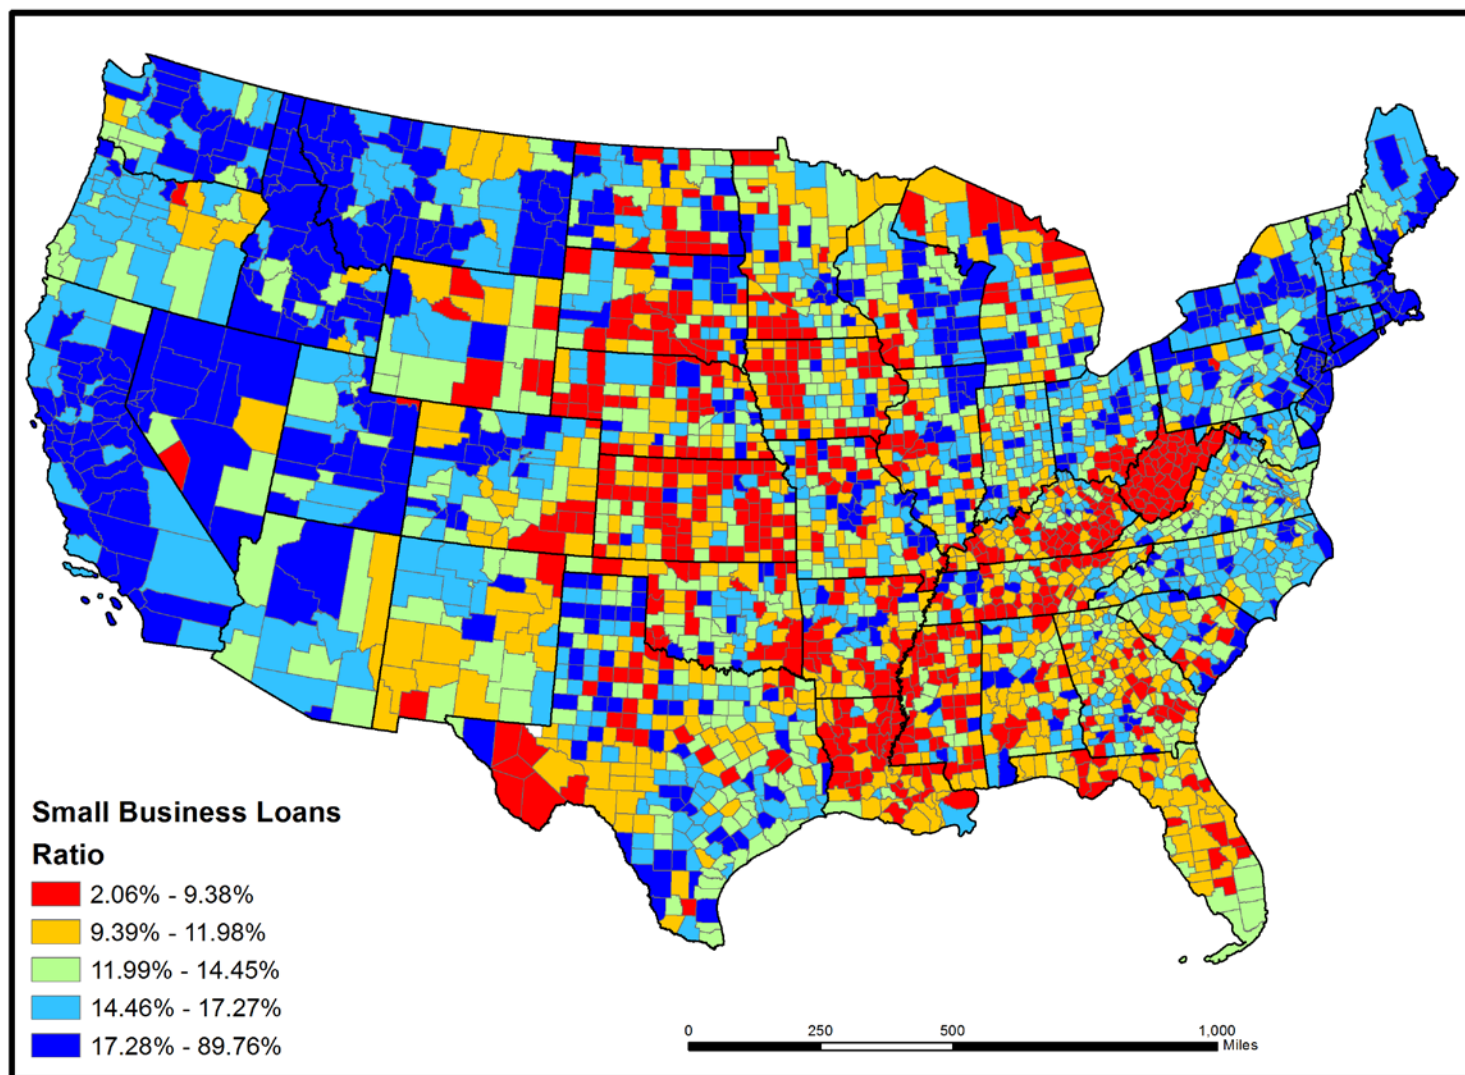 Small Business Loans
Ratio
2.06% - 9.38%
9.39% - 11.98%
11.99% - 14.45%
14.46% - 17.27%
17.28% - 89.76%
0 250 500 1,000
Miles